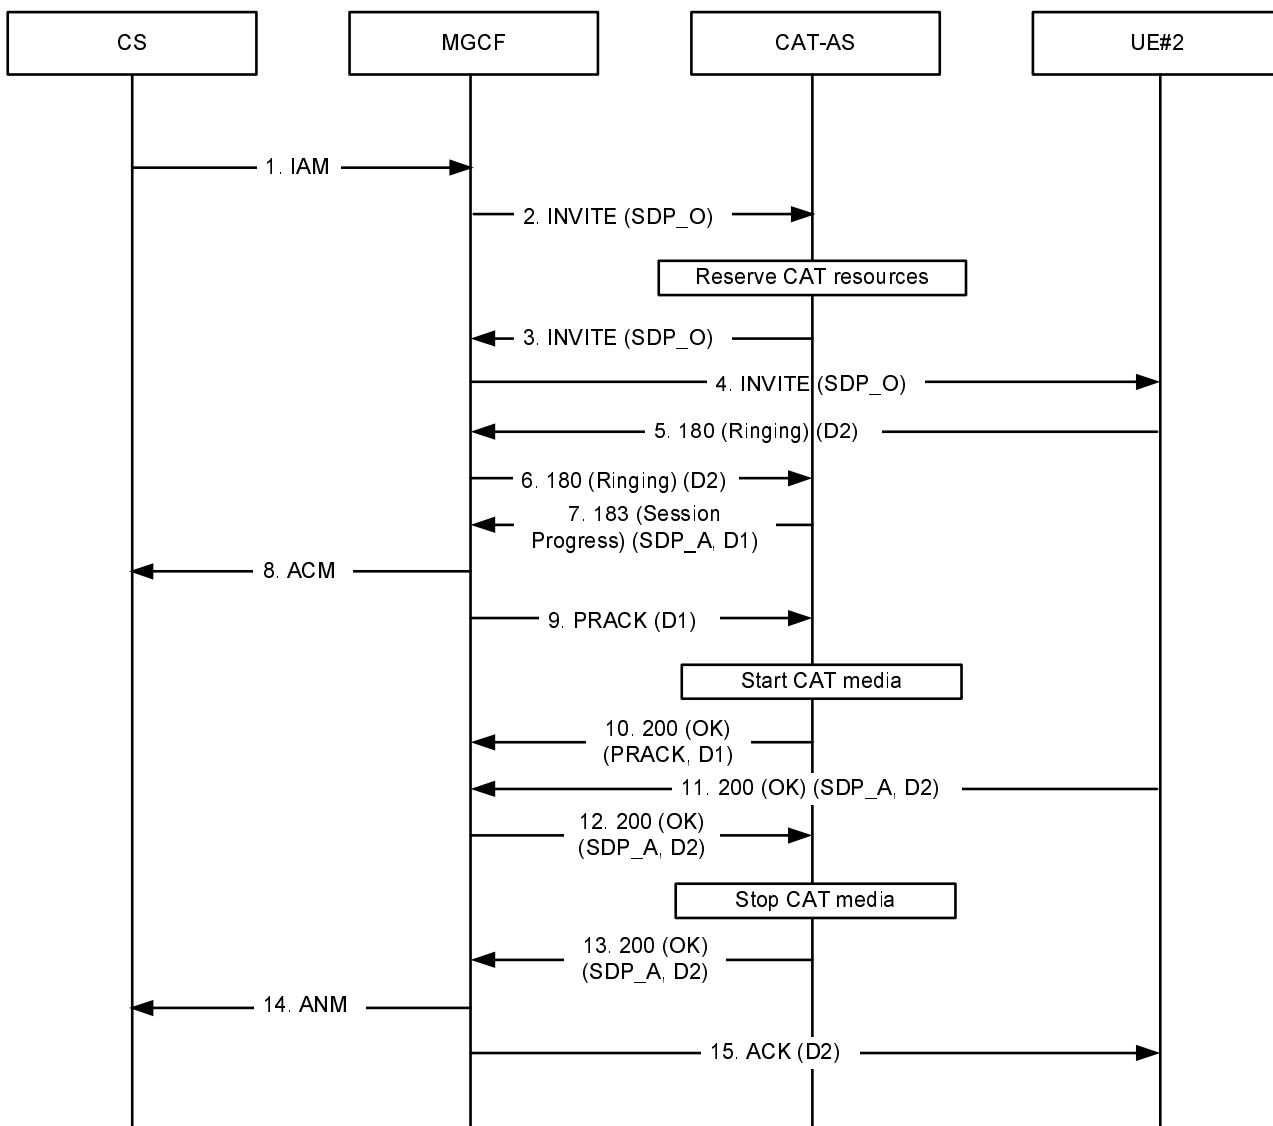 CS
MGCF
CAT-AS
UE#2
1. IAM
2. INVITE (SDP_O)
Reserve CAT resources
3. INVITE (SDP_O)
4. INVITE (SDP_O)
5. 180 (Ringing) (D2)
6. 180 (Ringing) (D2)
7. 183 (Session
Progress) (SDP_A, D1)
8. ACM
9. PRACK (D1)
Start CAT media
10. 200 (OK)
(PRACK, D1)
11. 200 (OK) (SDP_A, D2)
12. 200 (OK)
(SDP_A, D2)
Stop CAT media
13. 200 (OK)
(SDP_A, D2)
14. ANM
15. ACK (D2)